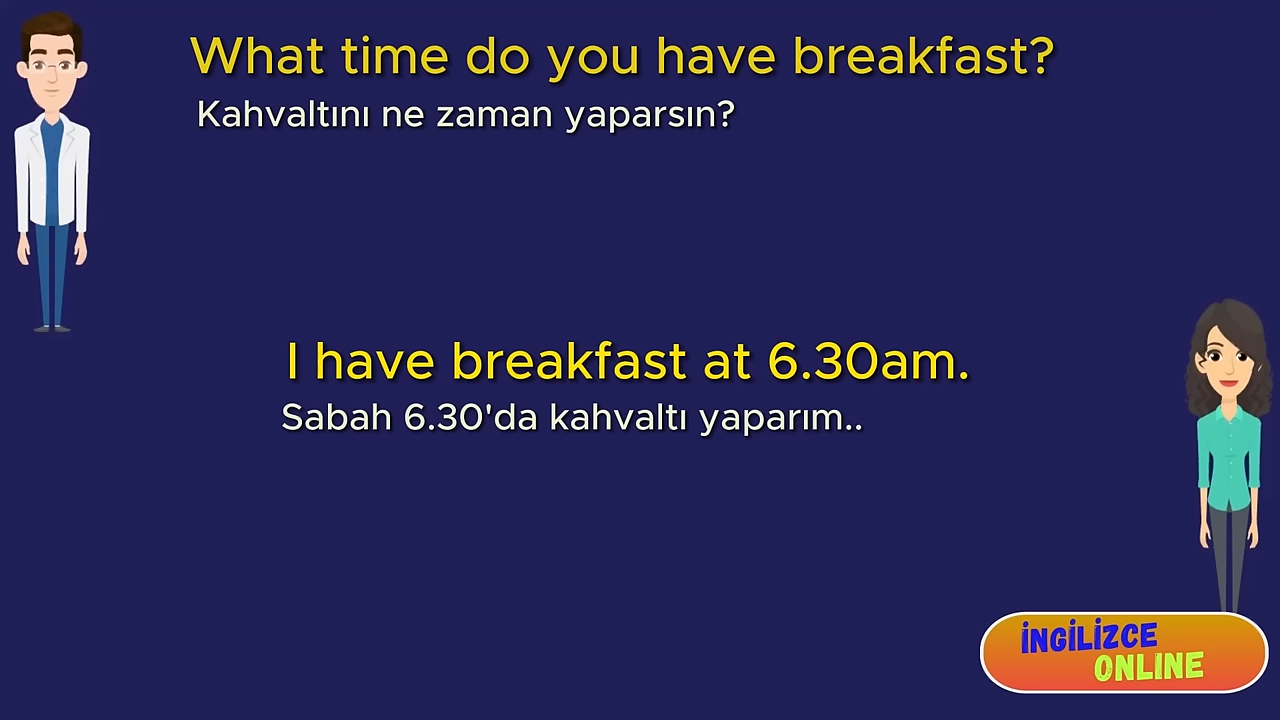 What time do you have breakfast?
Kahvaltını ne zaman yaparsın?
I have breakfast at 6.30am.
Sabah 6.30'da kahvaltı yaparım..
İNGİLİZCE
ONLINE